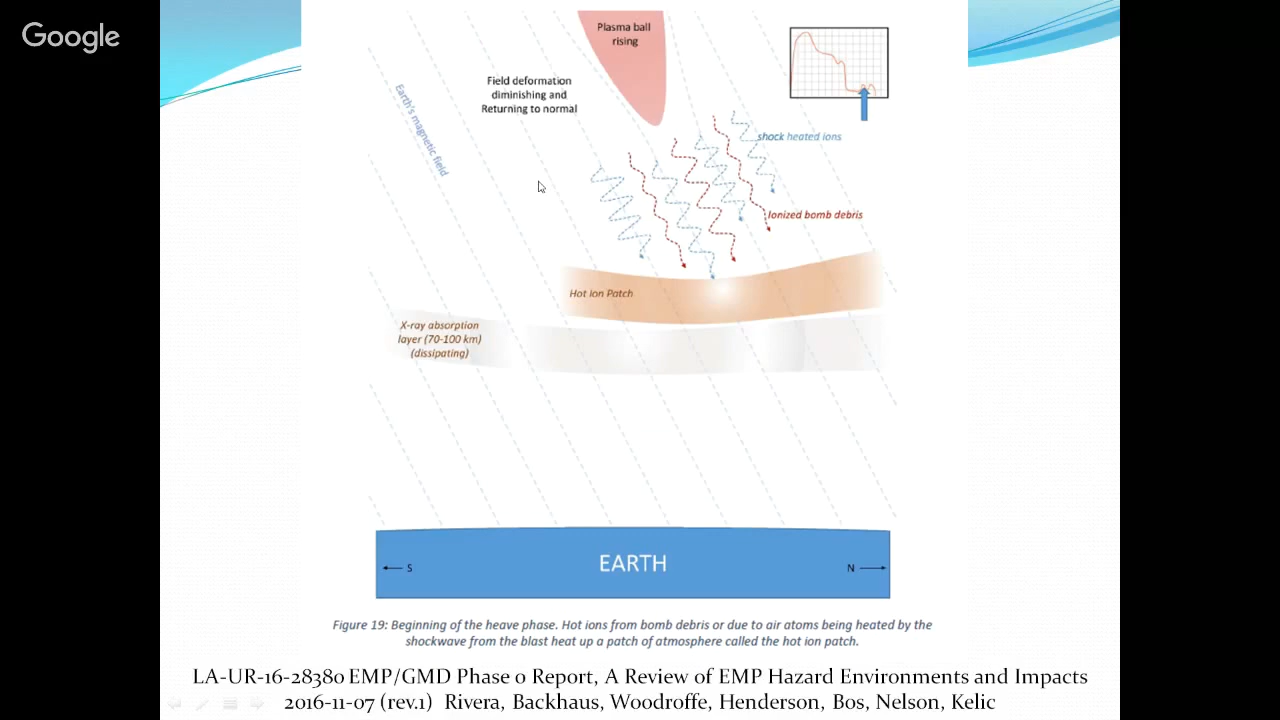 Google
Plasma ball
rising
Field deformation
diminishing and
Returning to normal
Earth's magnetic field
shock heated ions
Ionized bomb debris
Hot Ion Patch
X-ray absorption
layer (70-100 km)
(dissipating)
EARTH
S
N
Figure 19: Beginning of the heave phase. Hot ions from bomb debris or due to air atoms being heated by the
shockwave from the blast heat up a patch of atmosphere called the hot ion patch.
LA-UR-16-28380 EMP/GMD Phase 0 Report, A Review of EMP Hazard Environments and Impacts
2016-11-07 (rev.1) Rivera, Backhaus, Woodroffe, Henderson, Bos, Nelson, Kelic